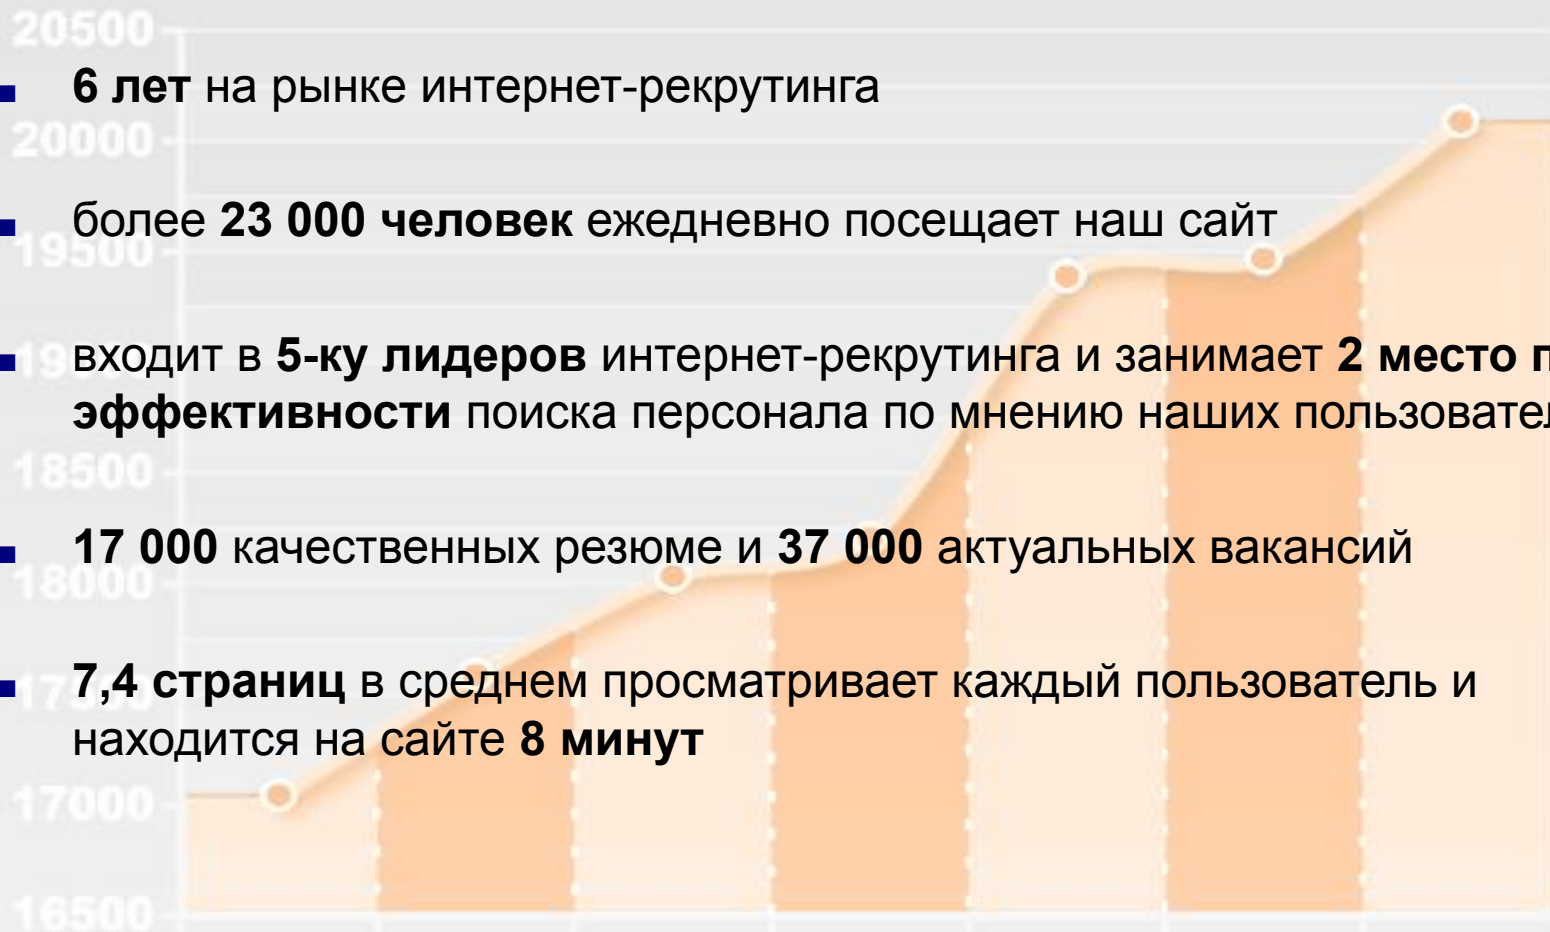 20500
6 лет на рынке интернет-рекрутинга
20000
более 23 000 человек ежедневно посещает наш сайт
19500
входит в 5-ку лидеров интернет-рекрутинга и занимает 2 место
эффективности поиска персонала по мнению наших
18500
17 000 качественных резюме и 37 000 актуальных вакансий
18000
7,4 страниц в среднем просматривает каждый пользователь и
находится на сайте 8 минут
17000
16500